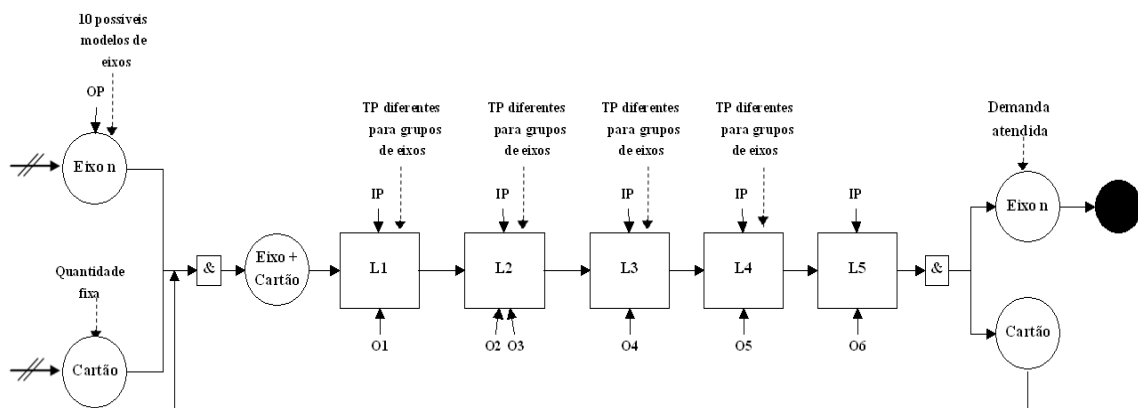 10 possíveis
modelos de
eixos
OP
Eixo n
Quantidade
fixa
Cartão
&
Eixo +
Cartão
TP diferentes
para grupos
de eixos
IP
L1
O1
TP diferentes
para grupos
de eixos
IP
L2
O2 O3
TP diferentes
para grupos
de eixos
IP
L3
O4
TP diferentes
para grupos
de eixos
IP
L4
O5
IP
L5
O6
&
Demanda
atendida
Eixo n
Cartão